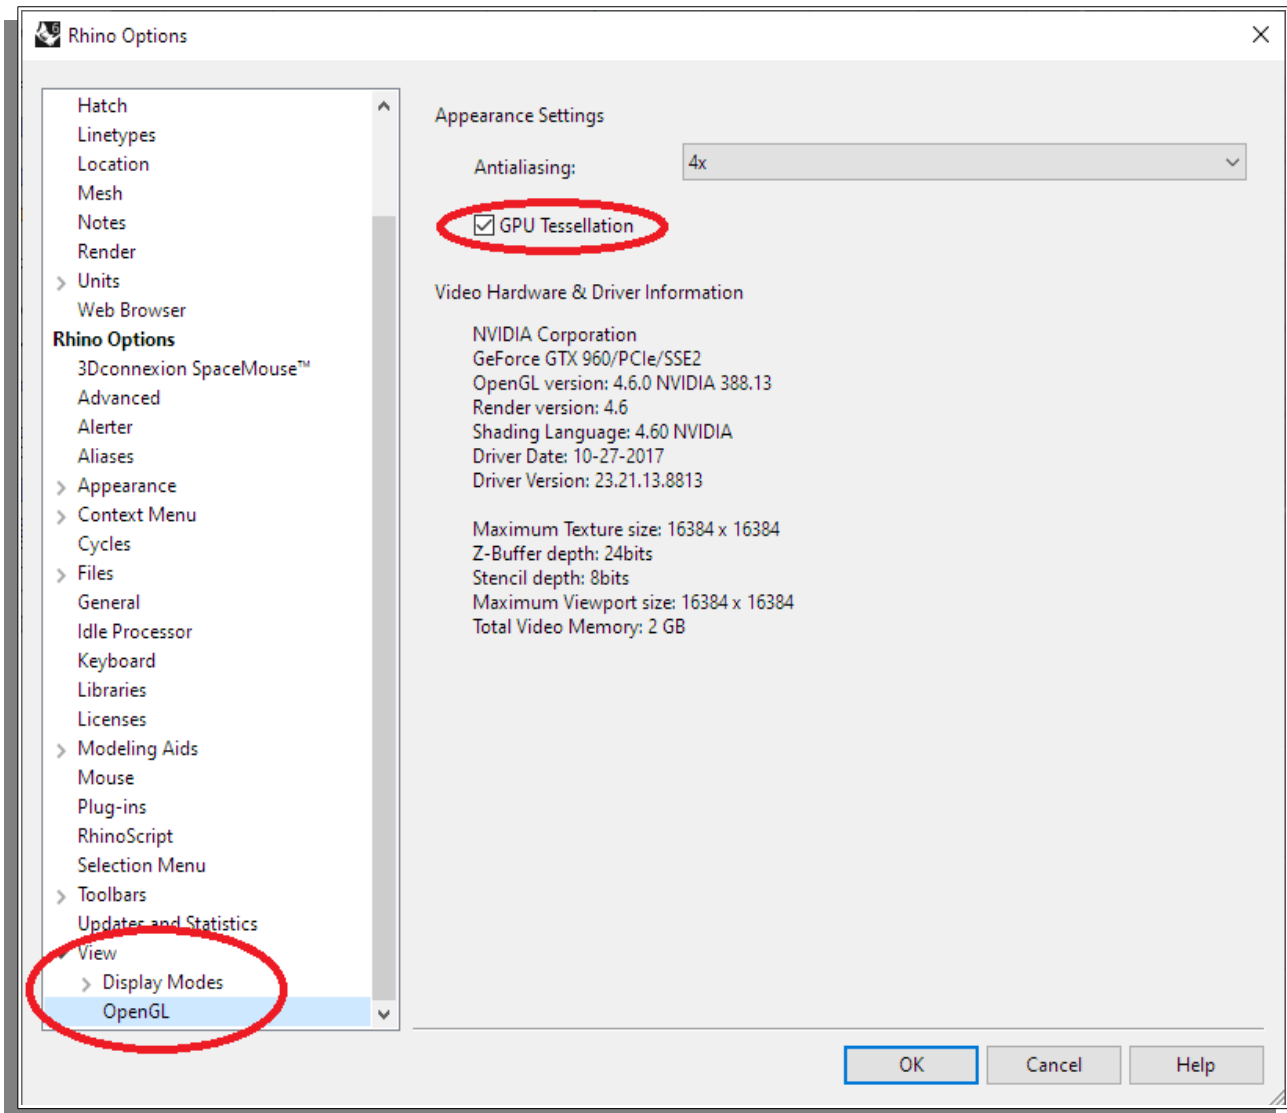 6
Rhino Options
Hatch
Linetypes
Location
Mesh
Notes
Render
Units
Web Browser
Rhino Options
3Dconnexion SpaceMouse™
Advanced
Alerter
Aliases
Appearance
Context Menu
Cycles
Files
General
Idle Processor
Keyboard
Libraries
Licenses
Modeling Aids
Mouse
Plug-ins
RhinoScript
Selection Menu
Toolbars
Updates and Statistics
View
Display Modes
OpenGL
Appearance Settings
Antialiasing: 4x
GPU Tessellation
Video Hardware & Driver Information
NVIDIA Corporation
GeForce GTX 960/PCIe/SSE2
OpenGL version: 4.6.0 NVIDIA 388.13
Render version: 4.6
Shading Language: 4.60 NVIDIA
Driver Date: 10-27-2017
Driver Version: 23.21.13.8813
Maximum Texture size: 16384 x 16384
Z-Buffer depth: 24bits
Stencil depth: 8bits
Maximum Viewport size: 16384 x 16384
Total Video Memory: 2 GB
OK Cancel Help